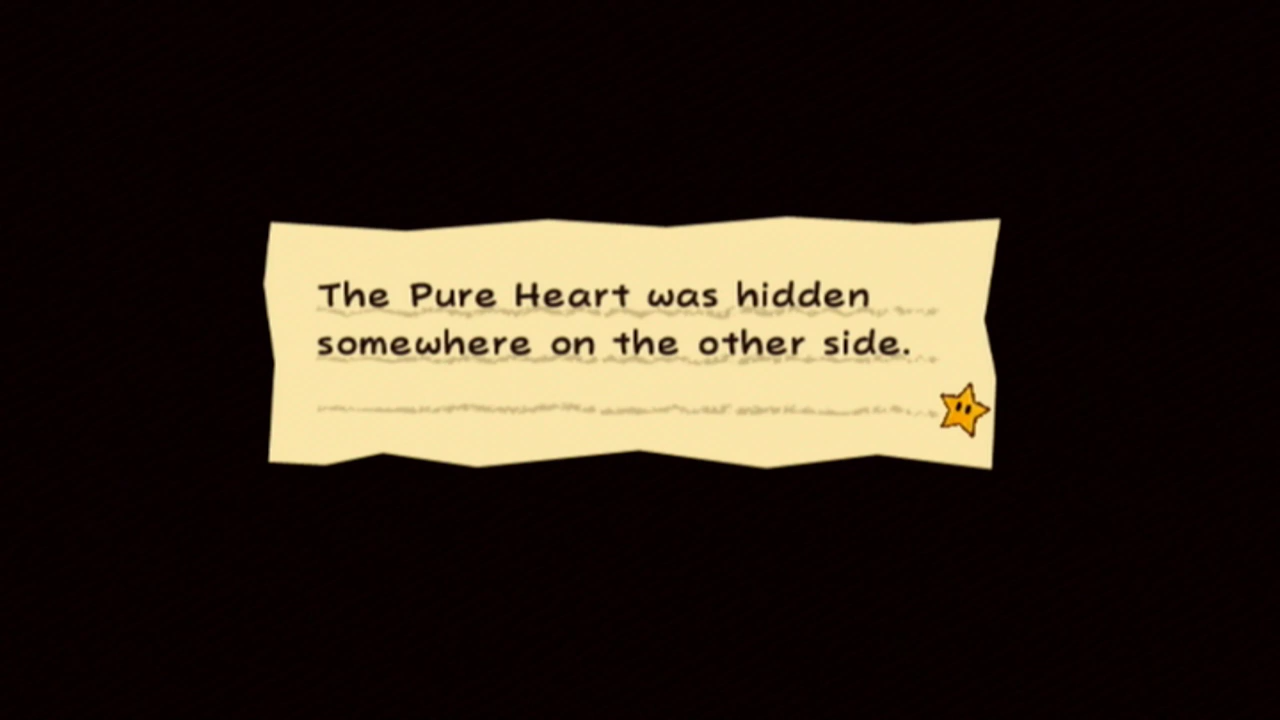 The Pure Heart was hidden
somewhere on the other side.